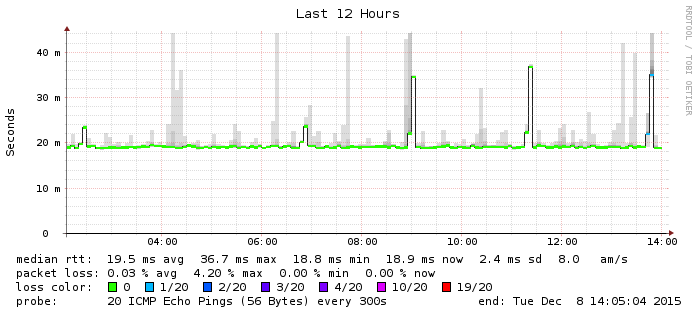 Last 12 Hours
RRDTOOL / TOBI OETIKER
Seconds
40 m
30 m
20 m
10 m
0
04:00 06:00 08:00 10:00 12:00 14:00
median rtt: 19.5 ms avg 36.7 ms max 18.8 ms min 18.9 ms now 2.4 ms sd 8.0 am/s
packet loss: 0.03 % avg 4.20 % max 0.00 % min 0.00 % now
loss color: 0 1/20 2/20 3/20 4/20 10/20 19/20
probe: 20 ICMP Echo Pings (56 Bytes) every 300s end: Tue Dec 8 14:05:04 2015